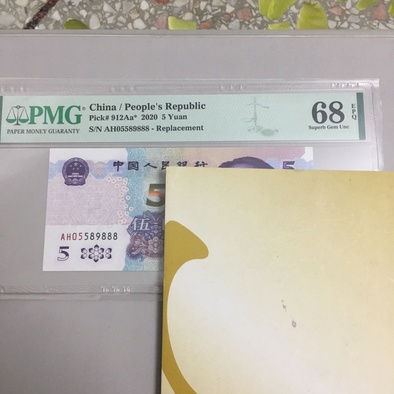 PMG
PAPER MONEY GUARANTY
China / People's Republic
Pick# 912Aa* 2020 5 Yuan
S/N AH05589888 - Replacement
68 EPQ
Superb Gem Unc
中国人民银行 5
5
伍
AH05589888
5